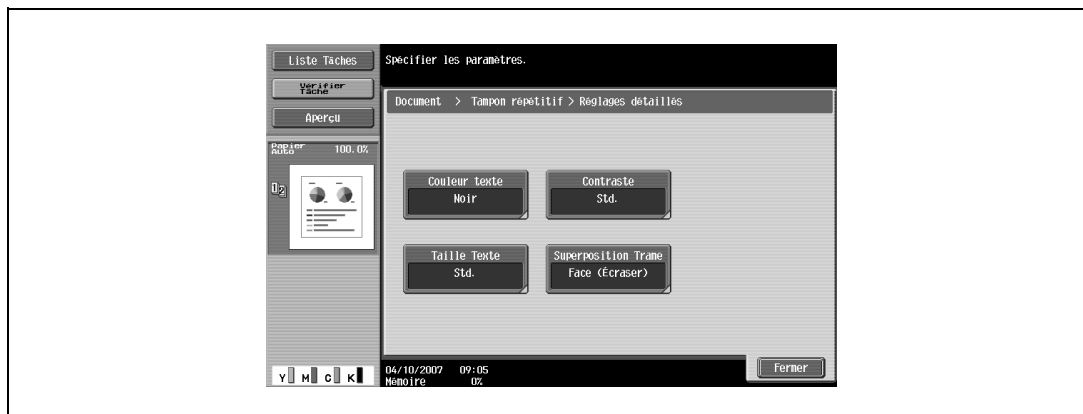 Liste Tâches
Vérifier
Tâche
Aperçu
Papier
Auto 100.0%
Spécifier les paramètres.
Document > Tampon répétitif > Réglages détaillés
Couleur texte
Noir
Contraste
Std.
Taille Texte
Std.
Superposition Trame
Face (Écraser)
Y M C K
04/10/2007 09:05
Mémoire 0%
Fermer